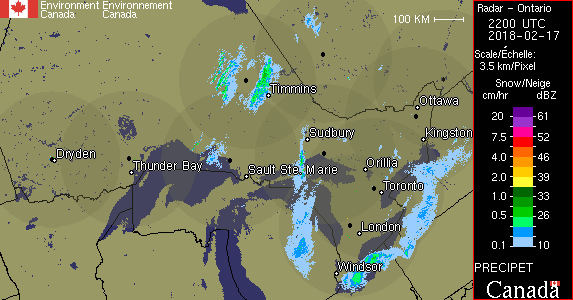 Environment Environnement
Canada Canada
100 KM
Timmins
Ottawa
Sudbury
Kingston
Dryden
Thunder Bay
Sault Ste. Marie
Orillia
Toronto
London
Windsor
Radar - Ontario
2200 UTC
2018-02-17
Scale/Échelle:
3.5 km/Pixel
Snow/Neige
cm/hr dBZ
20 61
7.5 52
4.0 46
2.0 39
1.0 33
0.5 26
0.1 10
PRECIPET
Canada